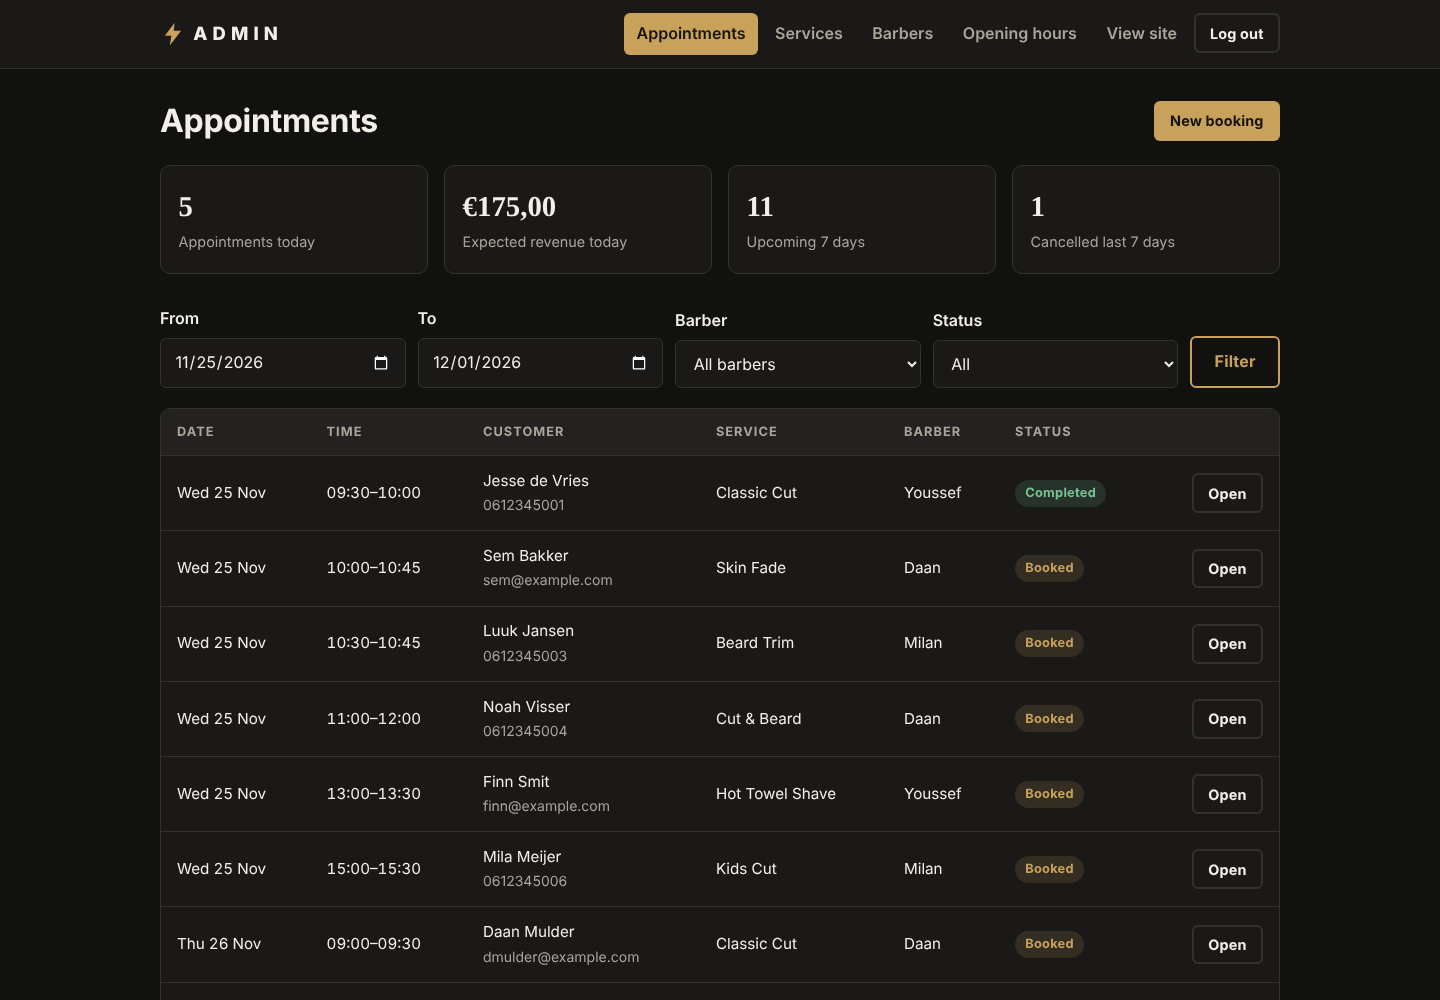 ADMIN
Appointments Services Barbers Opening hours View site Log out
Appointments New booking
5 €175,00 11 1
Appointments today Expected revenue today Upcoming 7 days Cancelled last 7 days
From To Barber Status
11/25/2026 12/01/2026 All barbers All Filter
DATE TIME CUSTOMER SERVICE BARBER STATUS
Wed 25 Nov 09:30–10:00 Jesse de Vries Classic Cut Youssef Completed Open
0612345001
Wed 25 Nov 10:00–10:45 Sem Bakker Skin Fade Daan Booked Open
sem@example.com
Wed 25 Nov 10:30–10:45 Luuk Jansen Beard Trim Milan Booked Open
0612345003
Wed 25 Nov 11:00–12:00 Noah Visser Cut & Beard Daan Booked Open
0612345004
Wed 25 Nov 13:00–13:30 Finn Smit Hot Towel Shave Youssef Booked Open
finn@example.com
Wed 25 Nov 15:00–15:30 Mila Meijer Kids Cut Milan Booked Open
0612345006
Thu 26 Nov 09:00–09:30 Daan Mulder Classic Cut Daan Booked Open
dmulder@example.com